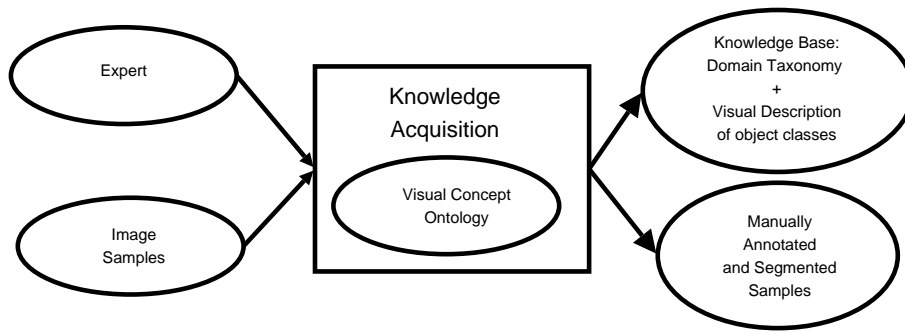 Expert
Image
Samples
Knowledge
Acquisition
Visual Concept
Ontology
Knowledge Base:
Domain Taxonomy
+
Visual Description
of object classes
Manually
Annotated
and Segmented
Samples